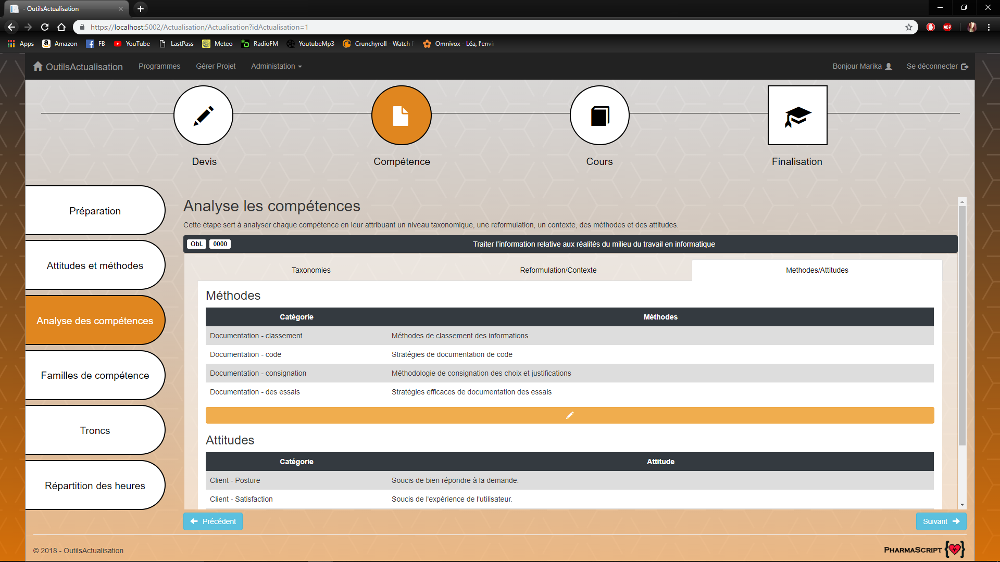 - OutilsActualisation
https://localhost:5002/Actualisation/Actualisation?idActualisation=1
Apps Amazon FB YouTube LastPass Meteo RadioFM YoutubeMp3 Crunchyroll - Watch Omnivox - Léa, l'envi
OutilsActualisation Programmes Gérer Projet Administation Bonjour Marika Se déconnecter
Devis Compétence Cours Finalisation
Préparation
Attitudes et méthodes
Analyse des compétences
Familles de compétence
Troncs
Répartition des heures
Analyse les compétences
Cette étape sert à analyser chaque compétence en leur attribuant un niveau taxonomique, une reformulation, un contexte, des méthodes et des attitudes.
Obl. 0000 Traiter l'information relative aux réalités du milieu du travail en informatique
Taxonomies Reformulation/Contexte Methodes/Attitudes
Méthodes
Catégorie Méthodes
Documentation - classement Méthodes de classement des informations
Documentation - code Stratégies de documentation de code
Documentation - consignation Méthodologie de consignation des choix et justifications
Documentation - des essais Stratégies efficaces de documentation des essais
Attitudes
Catégorie Attitude
Client - Posture Soucis de bien répondre à la demande.
Client - Satisfaction Soucis de l'expérience de l'utilisateur.
Précédent Suivant
© 2018 - OutilsActualisation PharmaScript